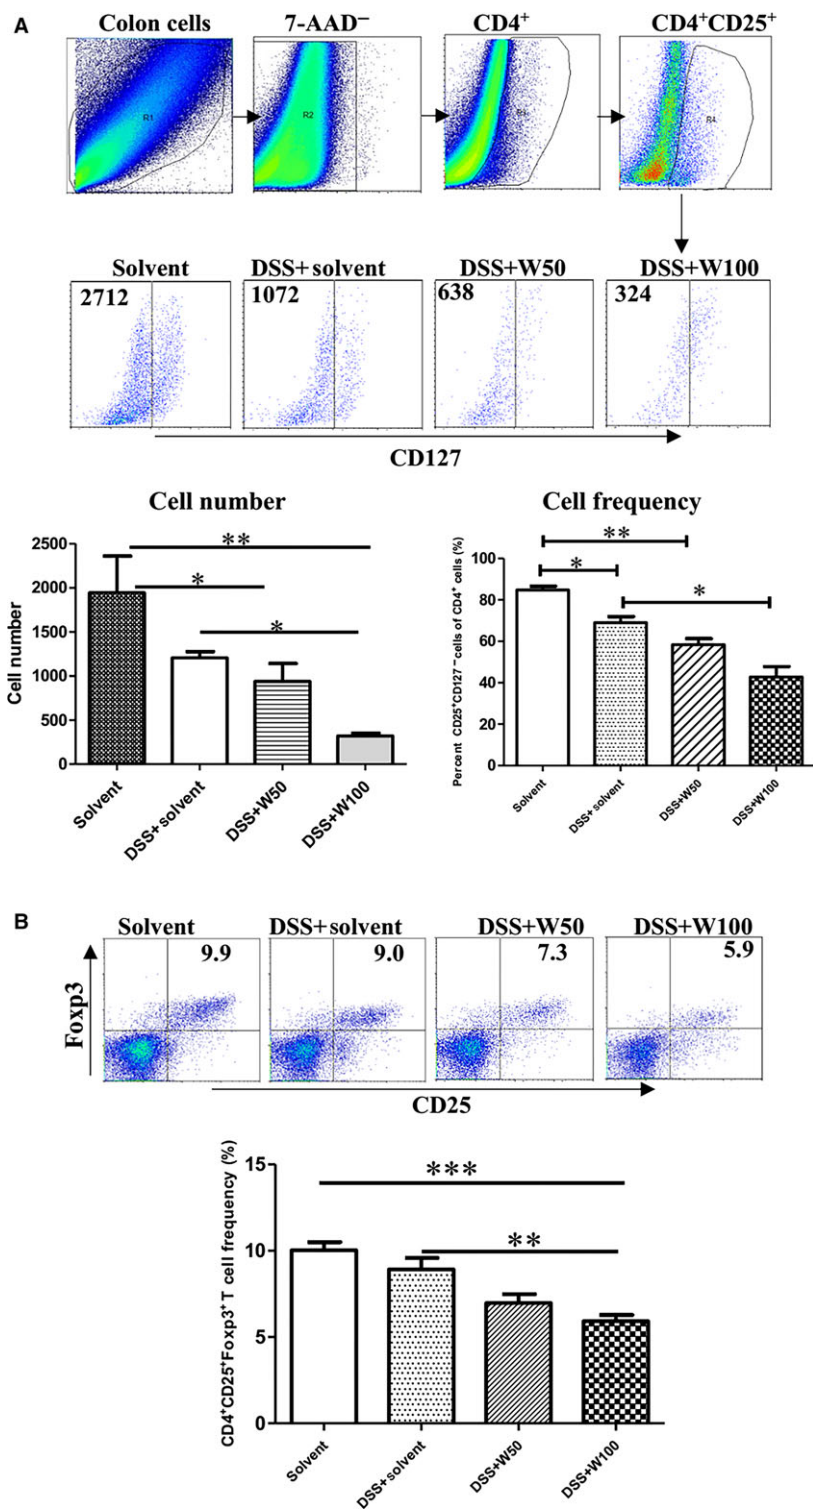 A
Colon cells 7-AAD⁻ CD4⁺ CD4⁺CD25⁺
R1 R2 R3 R4
Solvent DSS+solvent DSS+W50 DSS+W100
2712 1072 638 324
CD127
Cell number
Cell number
2500
2000
1500
1000
500
0
** * *
Solvent DSS+solvent DSS+W50 DSS+W100
Cell frequency
Percent CD25⁺CD127⁻ cells of CD4⁺ cells (%)
100
80
60
40
20
0
** * *
Solvent DSS+solvent DSS+W50 DSS+W100
B
Solvent DSS+solvent DSS+W50 DSS+W100
9.9 9.0 7.3 5.9
Foxp3
CD25
CD4⁺CD25⁺Foxp3⁺ T cell frequency (%)
15
10
5
0
***
**
Solvent DSS+solvent DSS+W50 DSS+W100